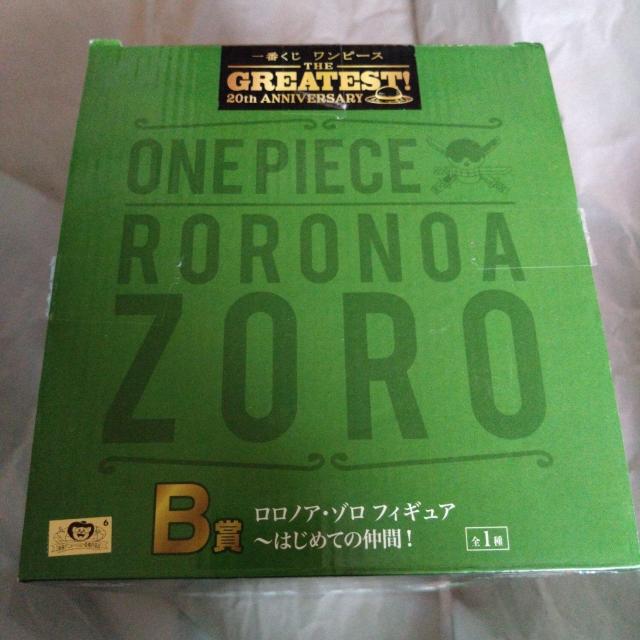 一番くじ ワンピース
THE
GREATEST!
20th ANNIVERSARY
ONE PIECE
RORONOA
ZORO
B賞
ロロノア・ゾロ フィギュア
～はじめての仲間!
全1種
6